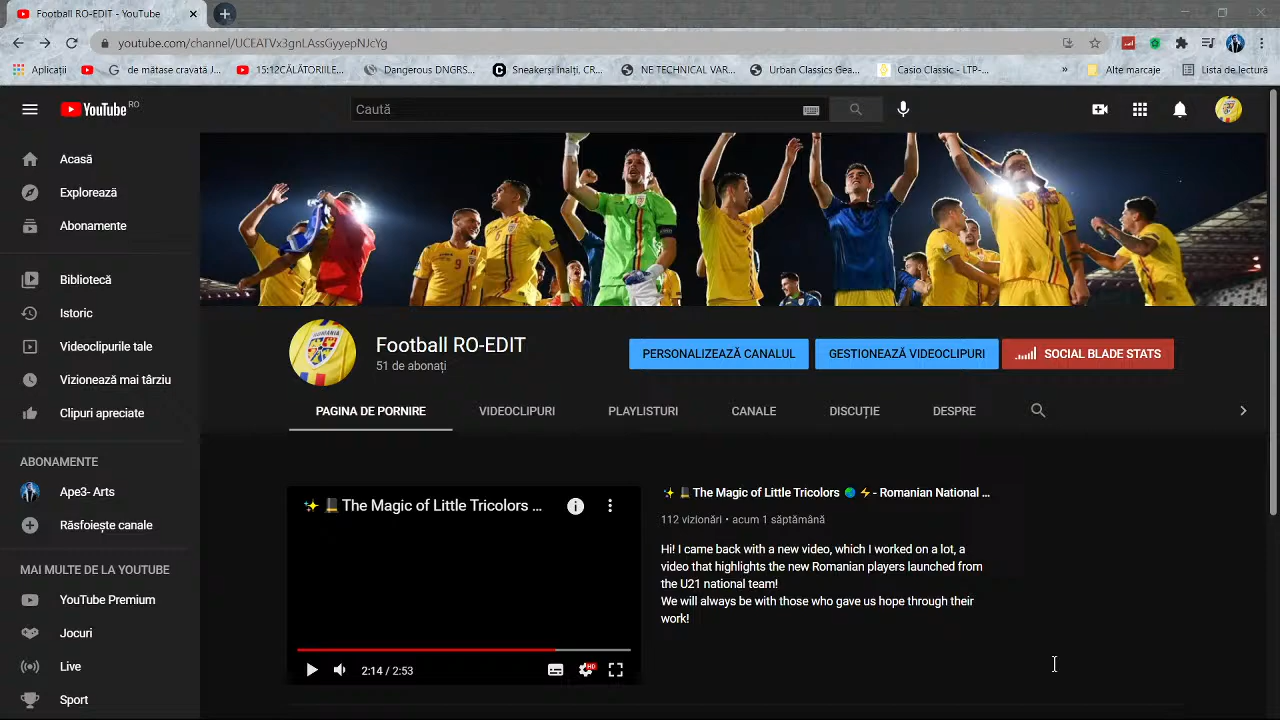 Football RO-EDIT - YouTube
youtube.com/channel/UCEATVx3gnLAssGyyepNJcYg
Aplicații
de mătase cravată J...
15:12CĂLĂTORIILE...
Dangerous DNGRS...
Sneakerși înalți, CR...
NE TECHNICAL VAR...
Urban Classics Gea...
Casio Classic - LTP-...
»
Alte marcaje
Lista de lectură
YouTube RO
Caută
Acasă
Explorează
Abonamente
Bibliotecă
Istoric
Videoclipurile tale
Vizionează mai târziu
Clipuri apreciate
ABONAMENTE
Ape3- Arts
Răsfoiește canale
MAI MULTE DE LA YOUTUBE
YouTube Premium
Jocuri
Live
Sport
Football RO-EDIT
51 de abonați
PERSONALIZEAZĂ CANALUL
GESTIONEAZĂ VIDEOCLIPURI
SOCIAL BLADE STATS
PAGINA DE PORNIRE
VIDEOCLIPURI
PLAYLISTURI
CANALE
DISCUȚIE
DESPRE
✨📓The Magic of Little Tricolors ...
2:14 / 2:53
HD
✨📓The Magic of Little Tricolors 🌍⚡- Romanian National ...
112 vizionări • acum 1 săptămână
Hi! I came back with a new video, which I worked on a lot, a
video that highlights the new Romanian players launched from
the U21 national team!
We will always be with those who gave us hope through their
work!